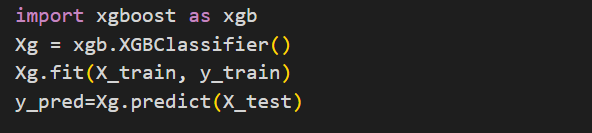 import xgboost as xgb
Xg = xgb.XGBClassifier()
Xg.fit(X_train, y_train)
y_pred=Xg.predict(X_test)